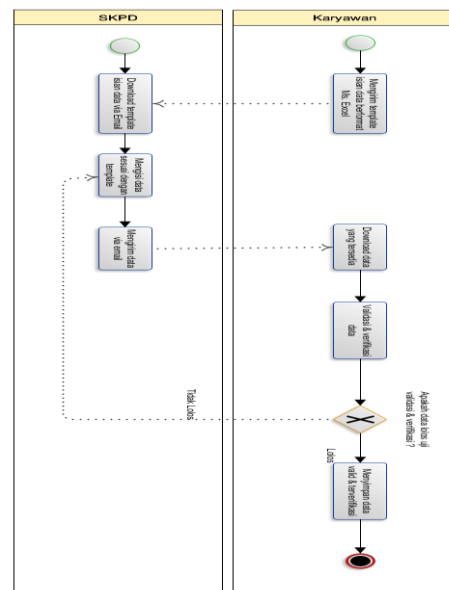 SKPD
Karyawan
Download template
isian data via Email
Mengisi data
sesuai dengan
template
Mengirim data
via email
Mengirim template
isian data berformat
Ms. Excel
Download data
yang tersedia
Validasi & verifikasi
data
Apakah data lolos uji
validasi & verifikasi ?
Tidak Lolos
Lolos
Menyimpan data
valid & terverifikasi